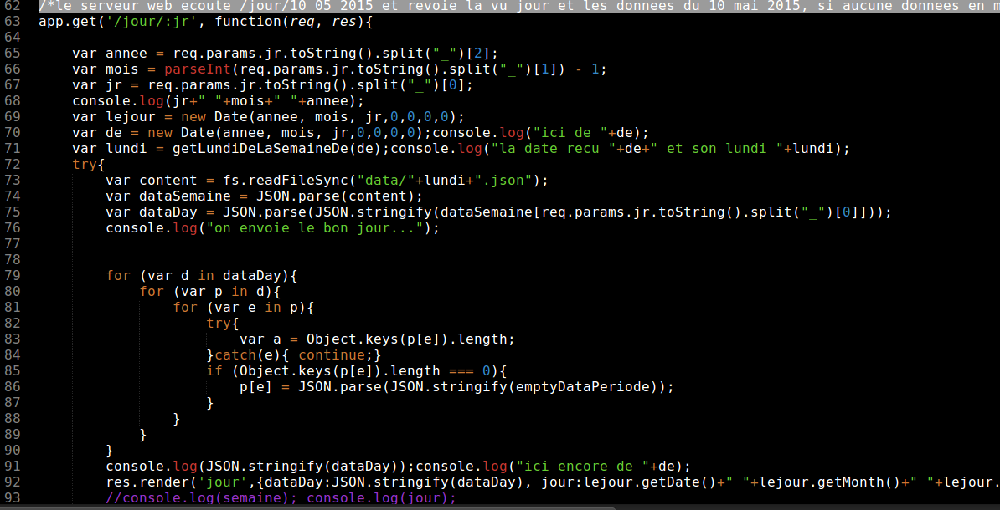 62 /*le serveur web ecoute /jour/10_05_2015 et revoie la vu jour et les donnees du 10 mai 2015, si aucune donnees en m
63 app.get('/jour/:jr', function(req, res){
64
65 var annee = req.params.jr.toString().split("_")[2];
66 var mois = parseInt(req.params.jr.toString().split("_")[1]) - 1;
67 var jr = req.params.jr.toString().split("_")[0];
68 console.log(jr+" "+mois+" "+annee);
69 var lejour = new Date(annee, mois, jr,0,0,0,0);
70 var de = new Date(annee, mois, jr,0,0,0,0);console.log("ici de "+de);
71 var lundi = getLundiDeLaSemaineDe(de);console.log("la date recu "+de+" et son lundi "+lundi);
72 try{
73 var content = fs.readFileSync("data/"+lundi+".json");
74 var dataSemaine = JSON.parse(content);
75 var dataDay = JSON.parse(JSON.stringify(dataSemaine[req.params.jr.toString().split("_")[0]]));
76 console.log("on envoie le bon jour...");
77
78
79 for (var d in dataDay){
80 for (var p in d){
81 for (var e in p){
82 try{
83 var a = Object.keys(p[e]).length;
84 }catch(e){ continue;}
85 if (Object.keys(p[e]).length === 0){
86 p[e] = JSON.parse(JSON.stringify(emptyDataPeriode));
87 }
88 }
89 }
90 }
91 console.log(JSON.stringify(dataDay));console.log("ici encore de "+de);
92 res.render('jour',{dataDay:JSON.stringify(dataDay), jour:lejour.getDate()+" "+lejour.getMonth()+" "+lejour.
93 //console.log(semaine); console.log(jour);